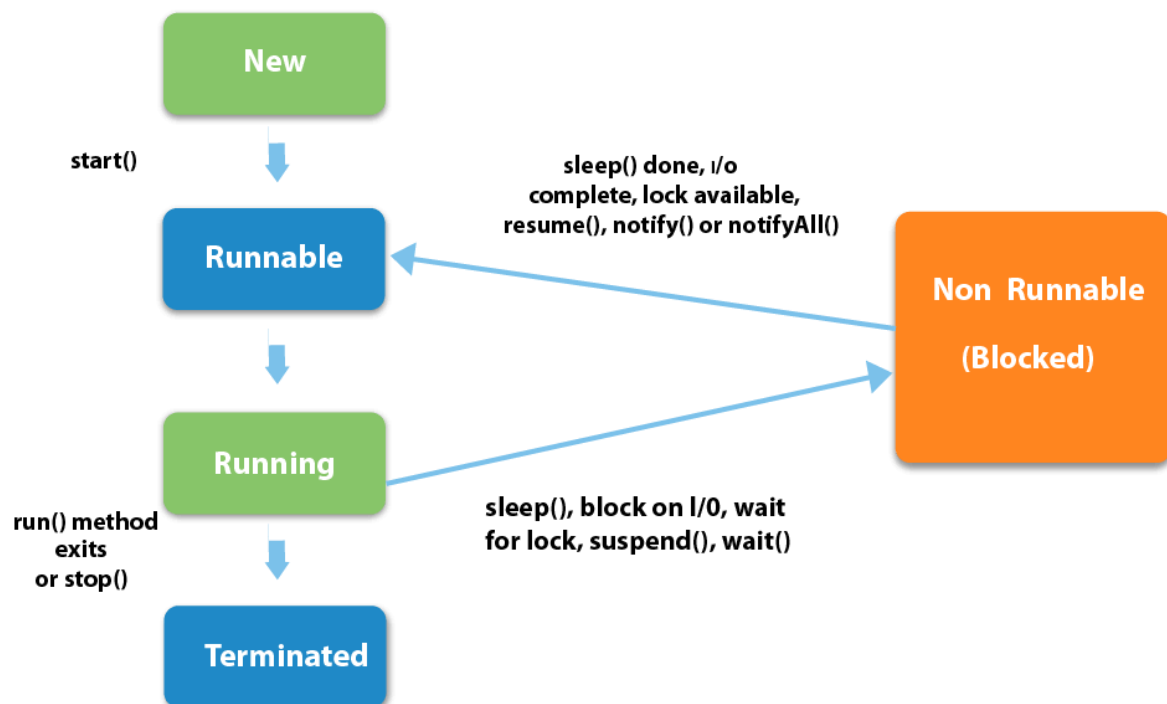 New
start()
sleep() done, I/o
complete, lock available,
resume(), notify() or notifyAll()
Runnable
Non Runnable
(Blocked)
Running
sleep(), block on I/0, wait
for lock, suspend(), wait()
run() method
exits
or stop()
Terminated